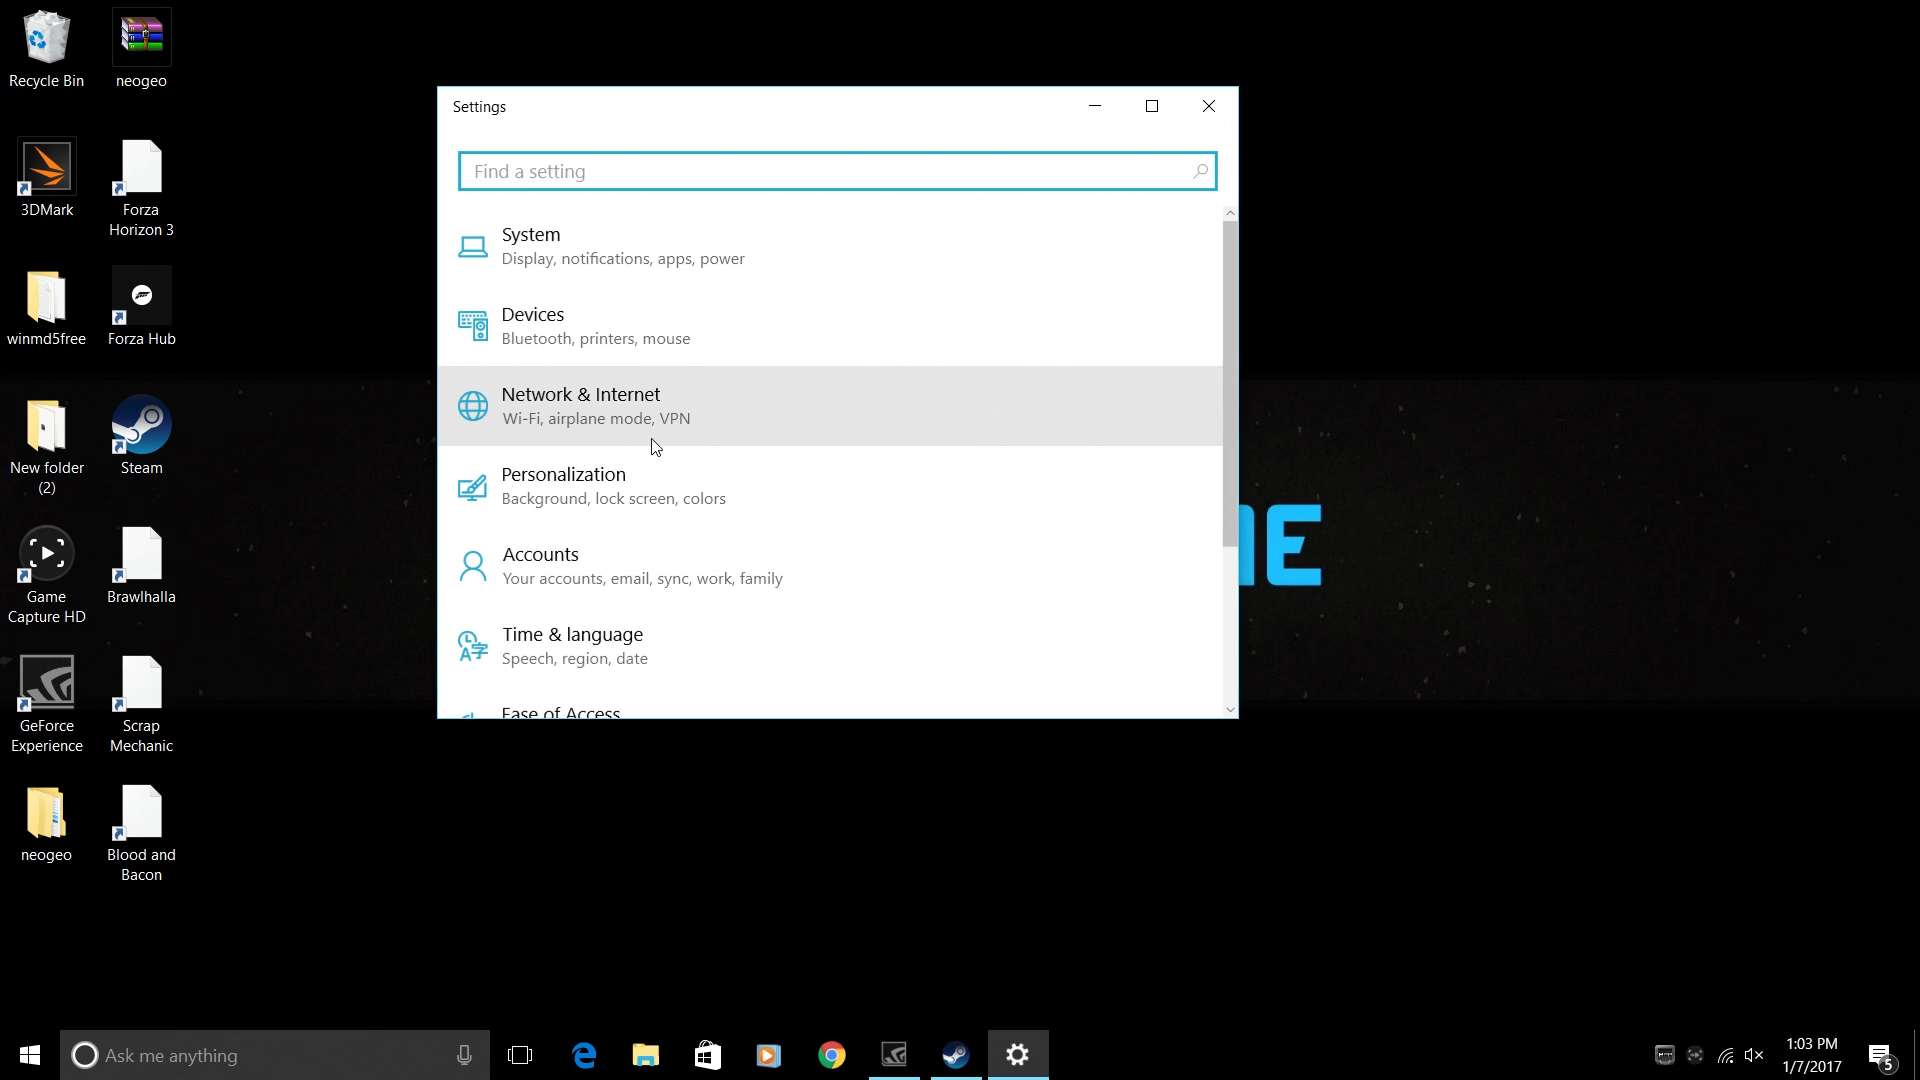 Recycle Bin
neogeo
3DMark
Forza
Horizon 3
winmd5free
Forza Hub
New folder
(2)
Steam
Game
Capture HD
Brawlhalla
GeForce
Experience
Scrap
Mechanic
neogeo
Blood and
Bacon
Settings
Find a setting
System
Display, notifications, apps, power
Devices
Bluetooth, printers, mouse
Network & Internet
Wi-Fi, airplane mode, VPN
Personalization
Background, lock screen, colors
Accounts
Your accounts, email, sync, work, family
Time & language
Speech, region, date
Ease of Access
E
Ask me anything
1:03 PM
1/7/2017
5